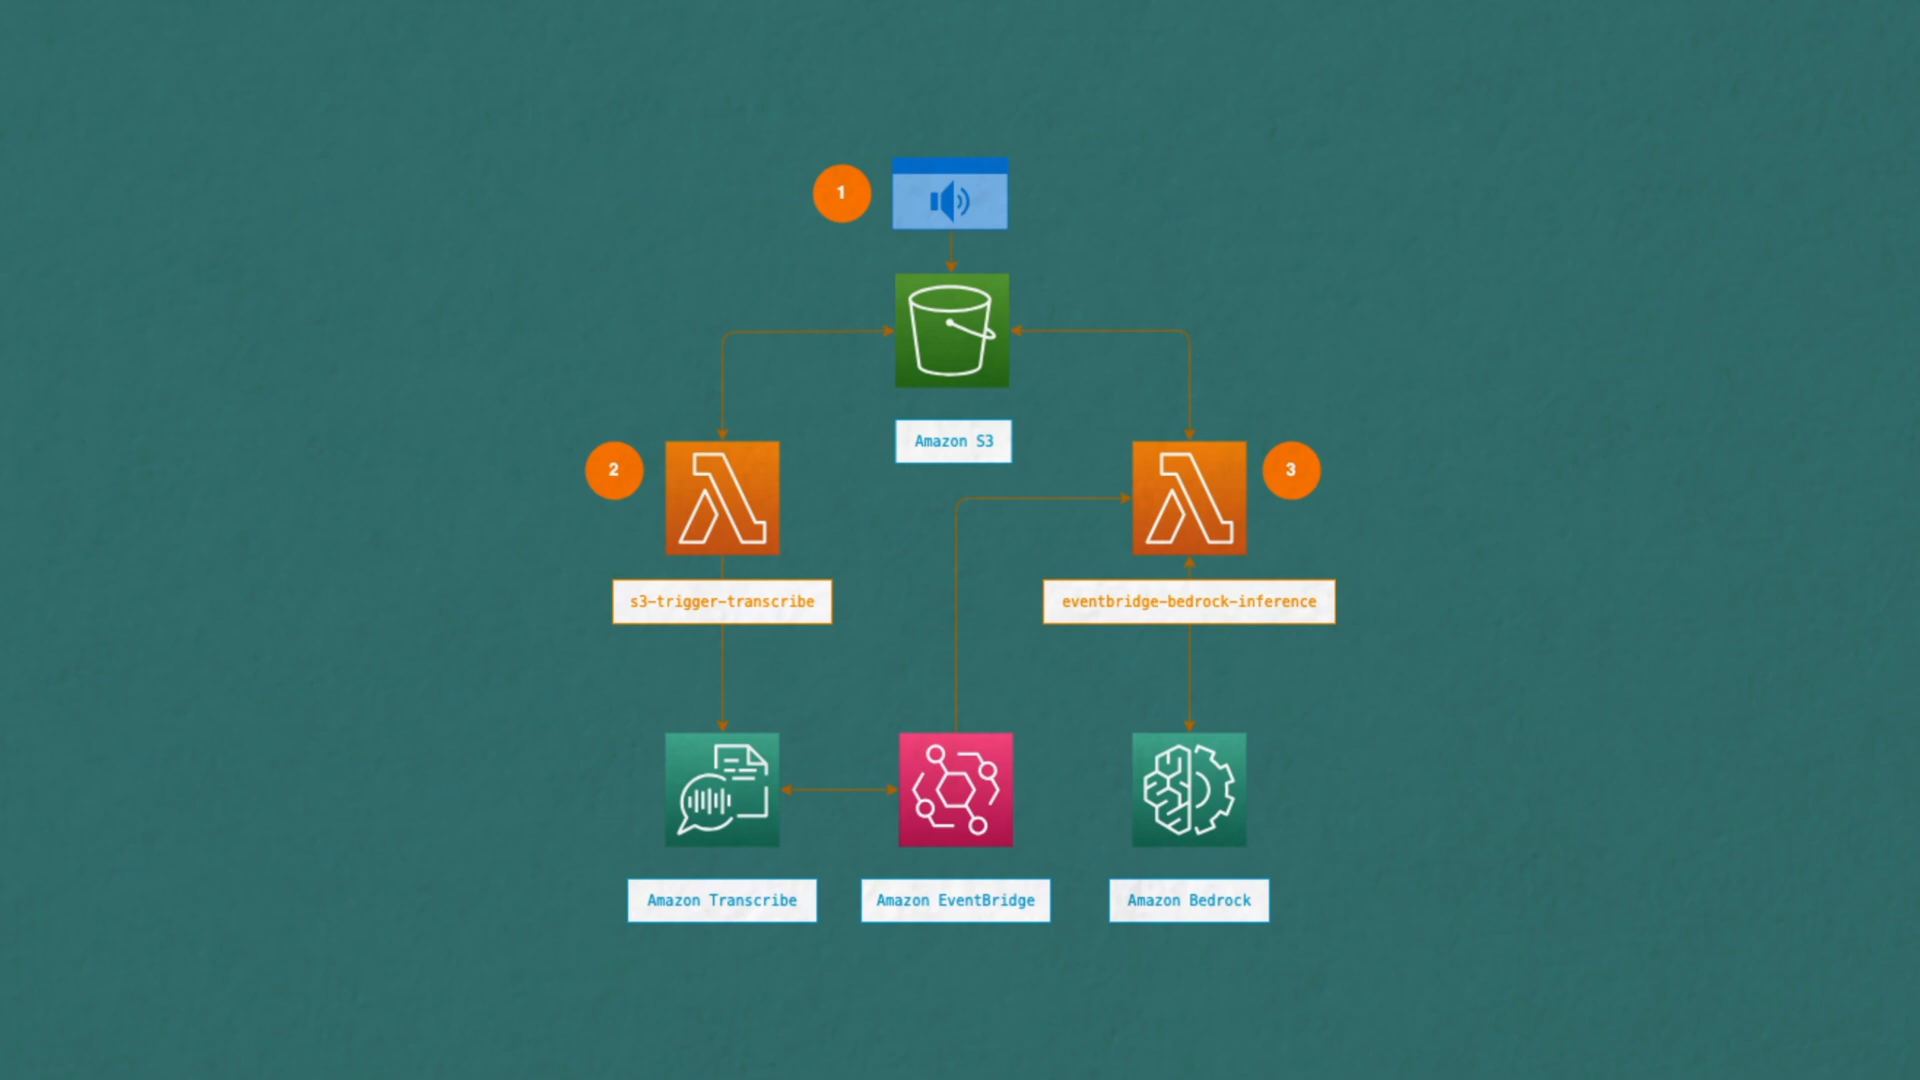 1
Amazon S3
2
3
s3-trigger-transcribe
eventbridge-bedrock-inference
Amazon Transcribe
Amazon EventBridge
Amazon Bedrock